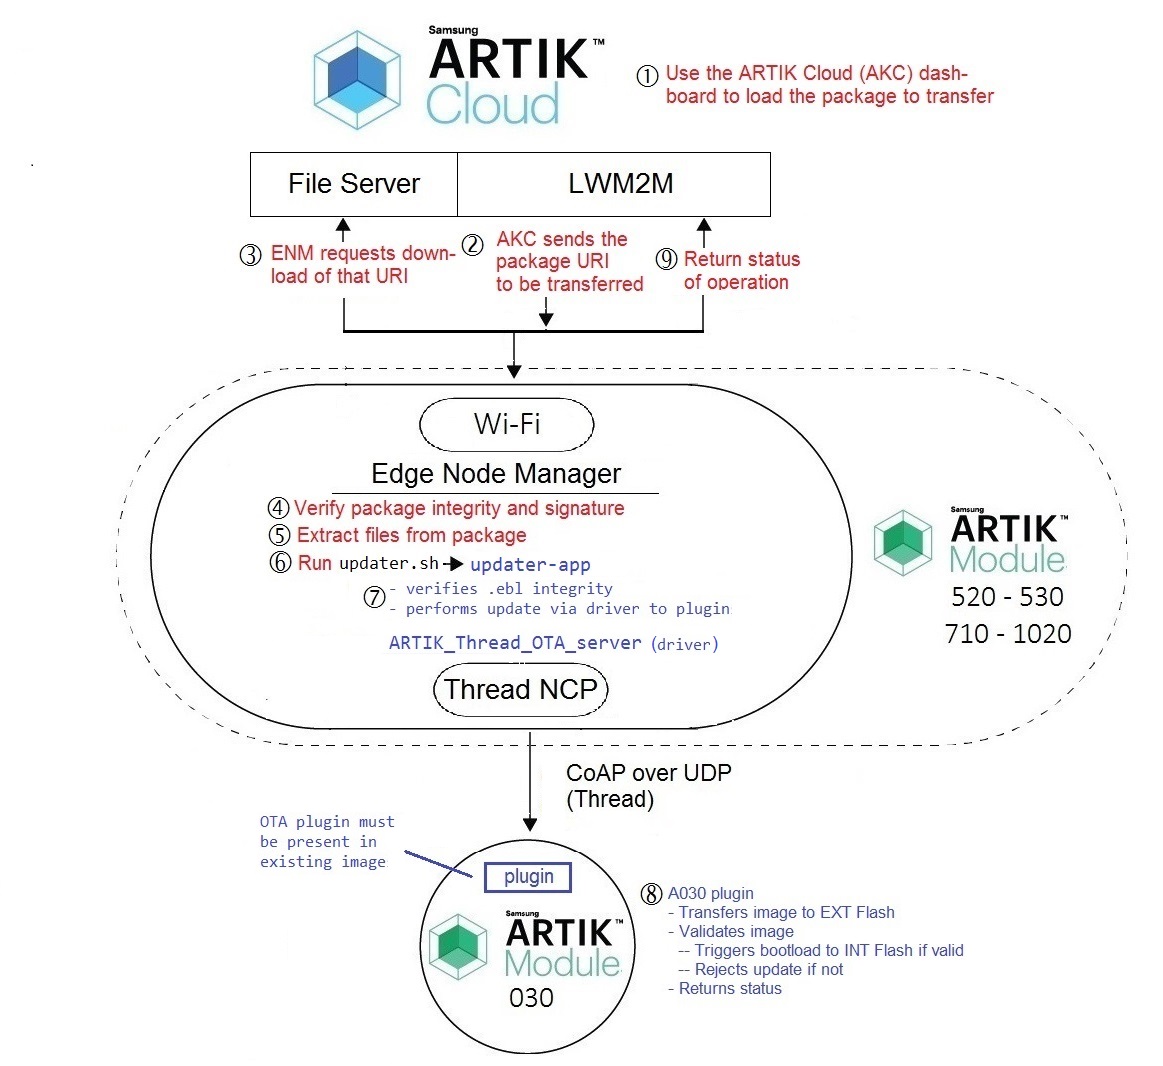 Samsung
ARTIK™
Cloud
① Use the ARTIK Cloud (AKC) dash-
board to load the package to transfer
File Server
LWM2M
③ ENM requests down-
load of that URI
② AKC sends the
package URI
to be transferred
⑨ Return status
of operation
Wi-Fi
Edge Node Manager
④ Verify package integrity and signature
⑤ Extract files from package
⑥ Run updater.sh updater-app
⑦ - verifies .ebl integrity
- performs update via driver to plugin
ARTIK_Thread_OTA_server (driver)
Thread NCP
Samsung
ARTIK™
Module
520 - 530
710 - 1020
CoAP over UDP
(Thread)
OTA plugin must
be present in
existing image
plugin
Samsung
ARTIK™
Module
030
⑧ A030 plugin
- Transfers image to EXT Flash
- Validates image
-- Triggers bootload to INT Flash if valid
-- Rejects update if not
- Returns status